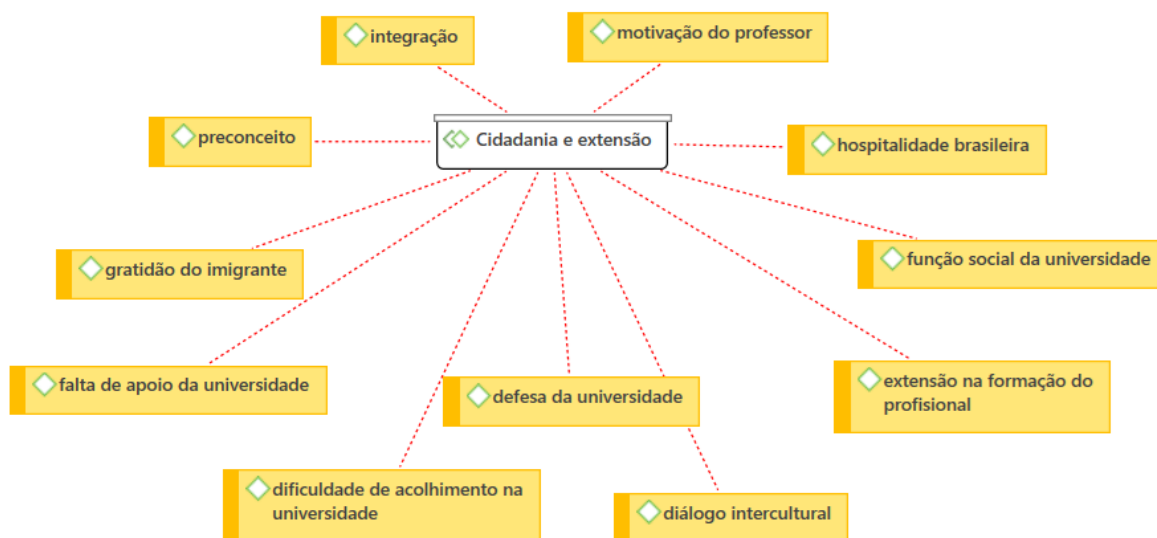 integração
motivação do professor
preconceito
Cidadania e extensão
hospitalidade brasileira
gratidão do imigrante
função social da universidade
falta de apoio da universidade
defesa da universidade
extensão na formação do
profisional
dificuldade de acolhimento na
universidade
diálogo intercultural